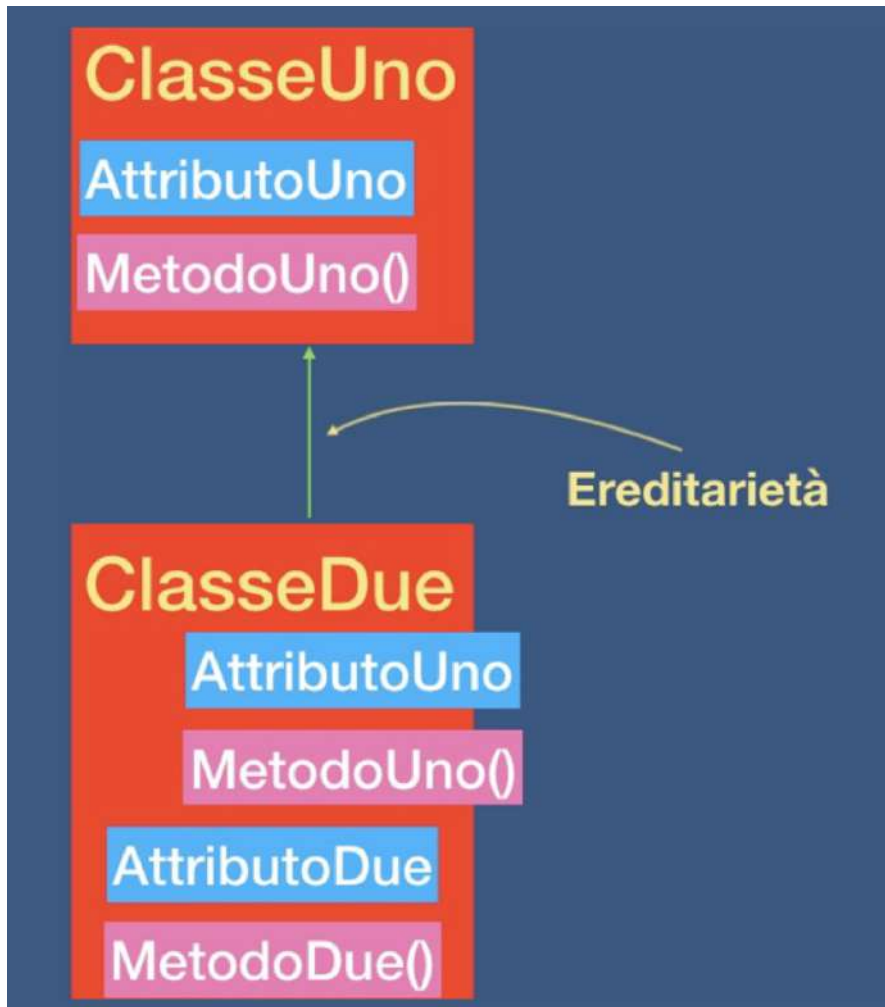 ClasseUno
AttributoUno
MetodoUno()
Ereditarietà
ClasseDue
AttributoUno
MetodoUno()
AttributoDue
MetodoDue()